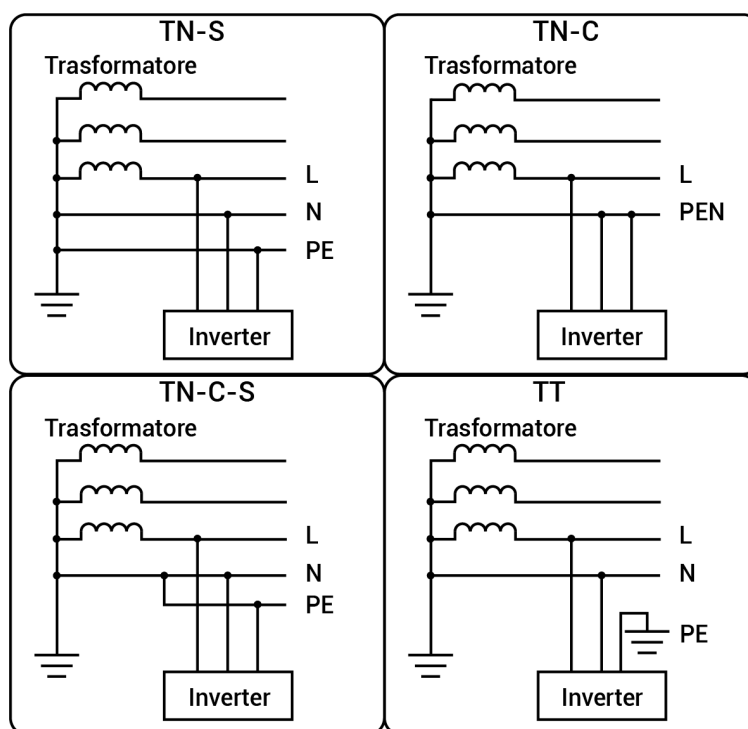 TN-S
Trasformatore
L
N
PE
Inverter
TN-C
Trasformatore
L
PEN
Inverter
TN-C-S
Trasformatore
L
N
PE
Inverter
TT
Trasformatore
L
N
PE
Inverter